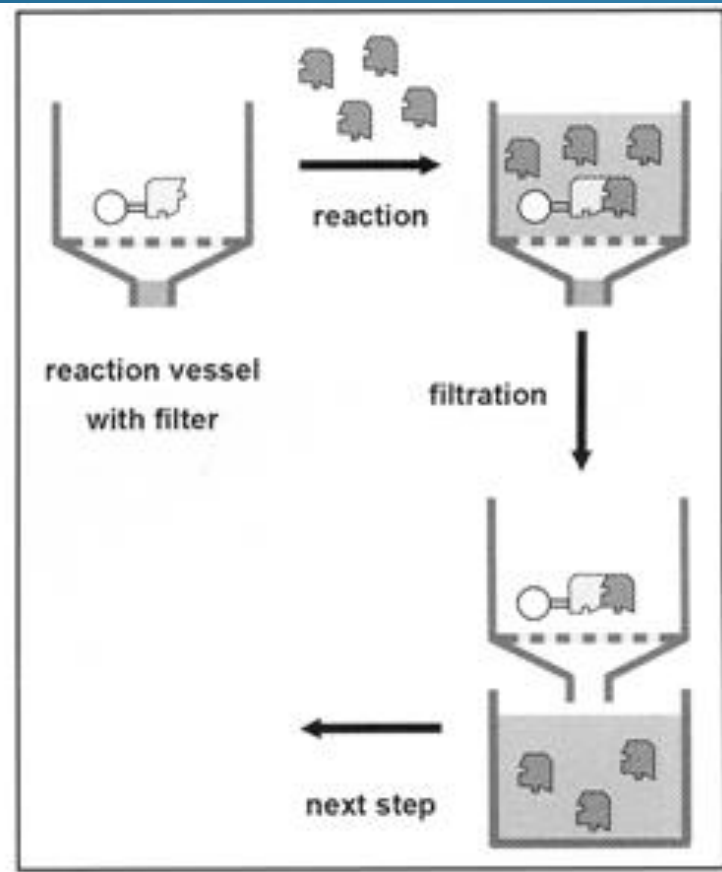 reaction
reaction vessel
with filter
filtration
next step